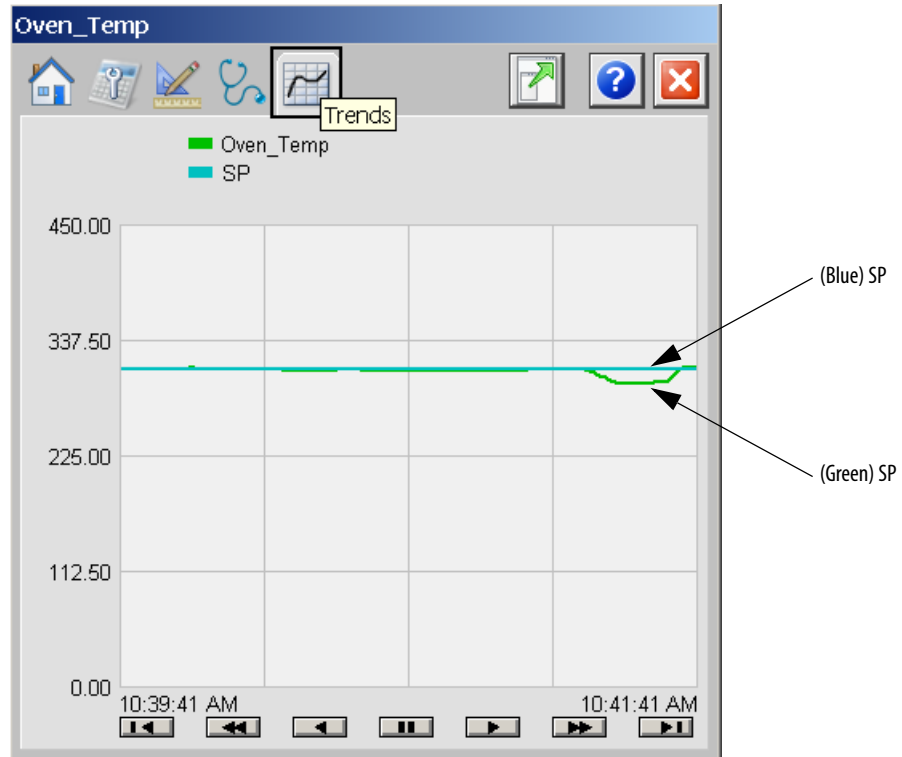 Oven_Temp
?
Trends
Oven_Temp
SP
450.00
(Blue) SP
337.50
225.00
(Green) SP
112.50
0.00
10:39:41 AM
10:41:41 AM